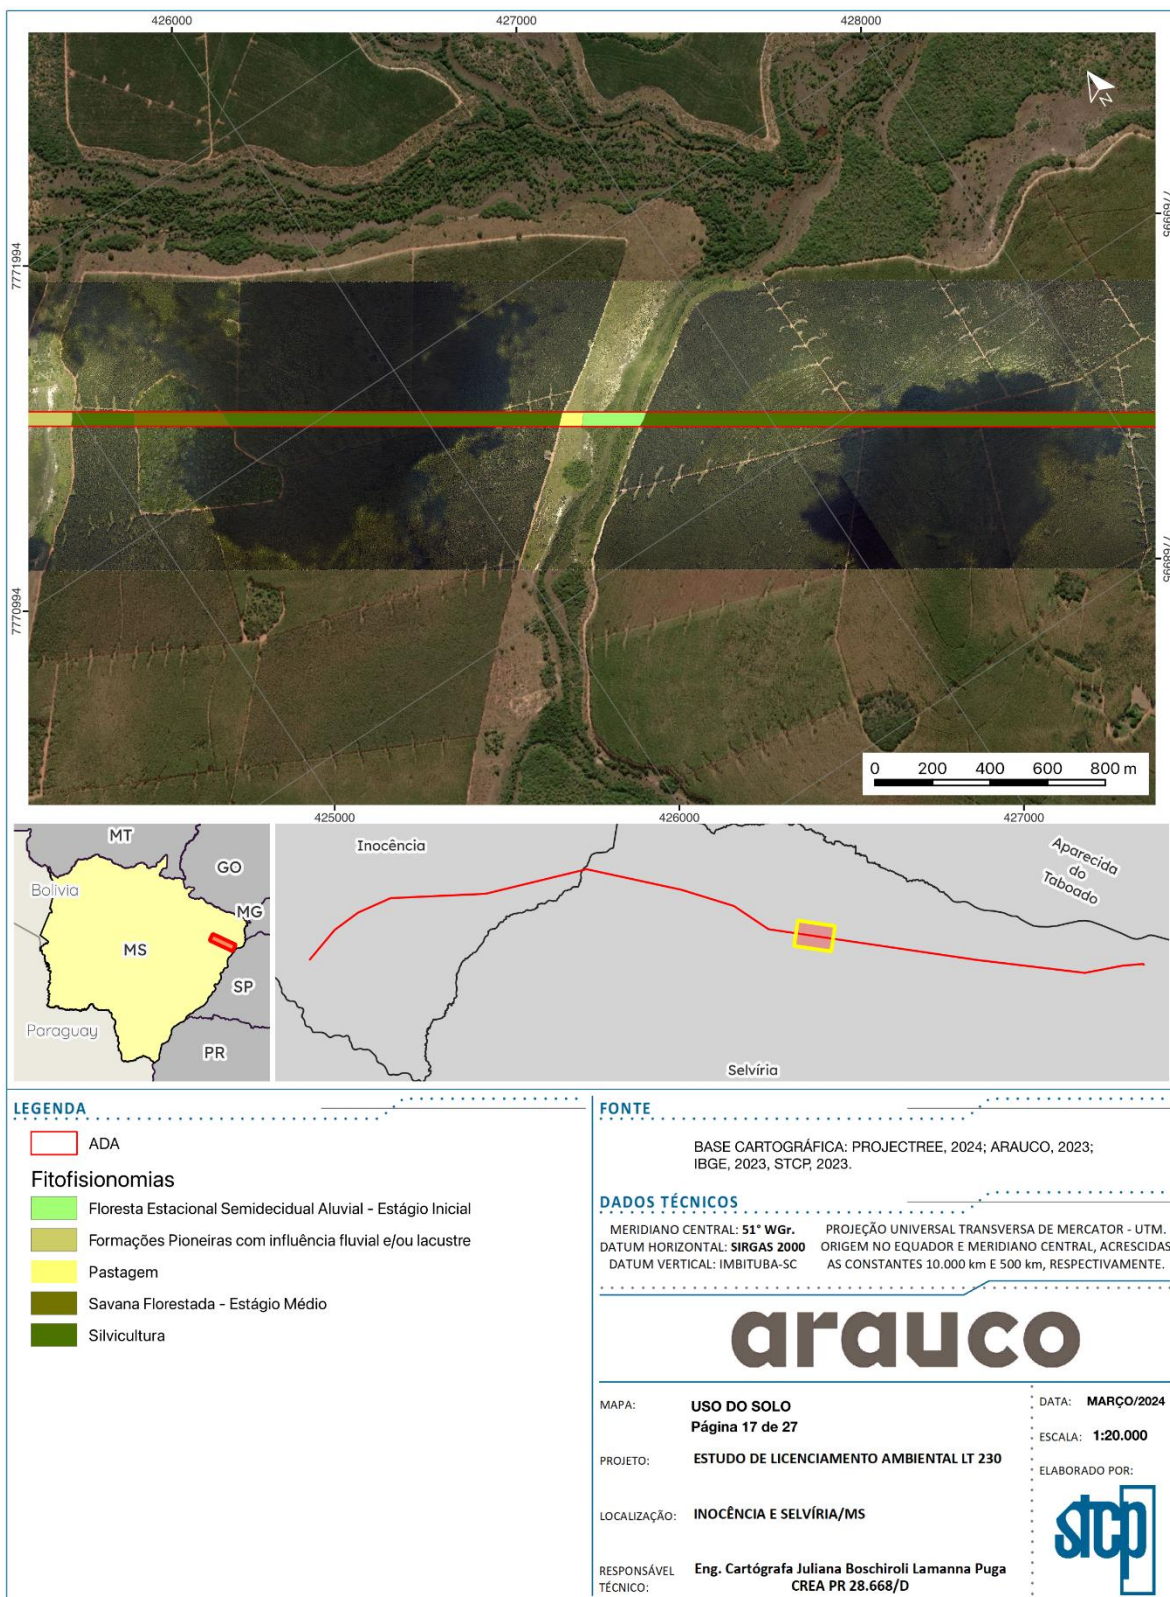 426000
427000
428000
7769995
7771994
7768995
7770994
N
0 200 400 600 800 m
425000
426000
427000
MT
GO
Bolivia
MG
MS
SP
Paraguay
PR
Inocência
Aparecida
do
Taboado
Selvíria
LEGENDA
ADA
Fitofisionomias
Floresta Estacional Semidecidual Aluvial - Estágio Inicial
Formações Pioneiras com influência fluvial e/ou lacustre
Pastagem
Savana Florestada - Estágio Médio
Silvicultura
FONTE
BASE CARTOGRÁFICA: PROJECTREE, 2024; ARAUCO, 2023;
IBGE, 2023, STCP, 2023.
DADOS TÉCNICOS
MERIDIANO CENTRAL: 51° WGr.
DATUM HORIZONTAL: SIRGAS 2000
DATUM VERTICAL: IMBITUBA-SC
PROJEÇÃO UNIVERSAL TRANSVERSA DE MERCATOR - UTM.
ORIGEM NO EQUADOR E MERIDIANO CENTRAL, ACRESCIDAS
AS CONSTANTES 10.000 km E 500 km, RESPECTIVAMENTE.
arauco
MAPA: USO DO SOLO
Página 17 de 27
PROJETO: ESTUDO DE LICENCIAMENTO AMBIENTAL LT 230
LOCALIZAÇÃO: INOCÊNCIA E SELVÍRIA/MS
RESPONSÁVEL
TÉCNICO:
Eng. Cartógrafa Juliana Boschiroli Lamanna Puga
CREA PR 28.668/D
DATA: MARÇO/2024
ESCALA: 1:20.000
ELABORADO POR:
stcp